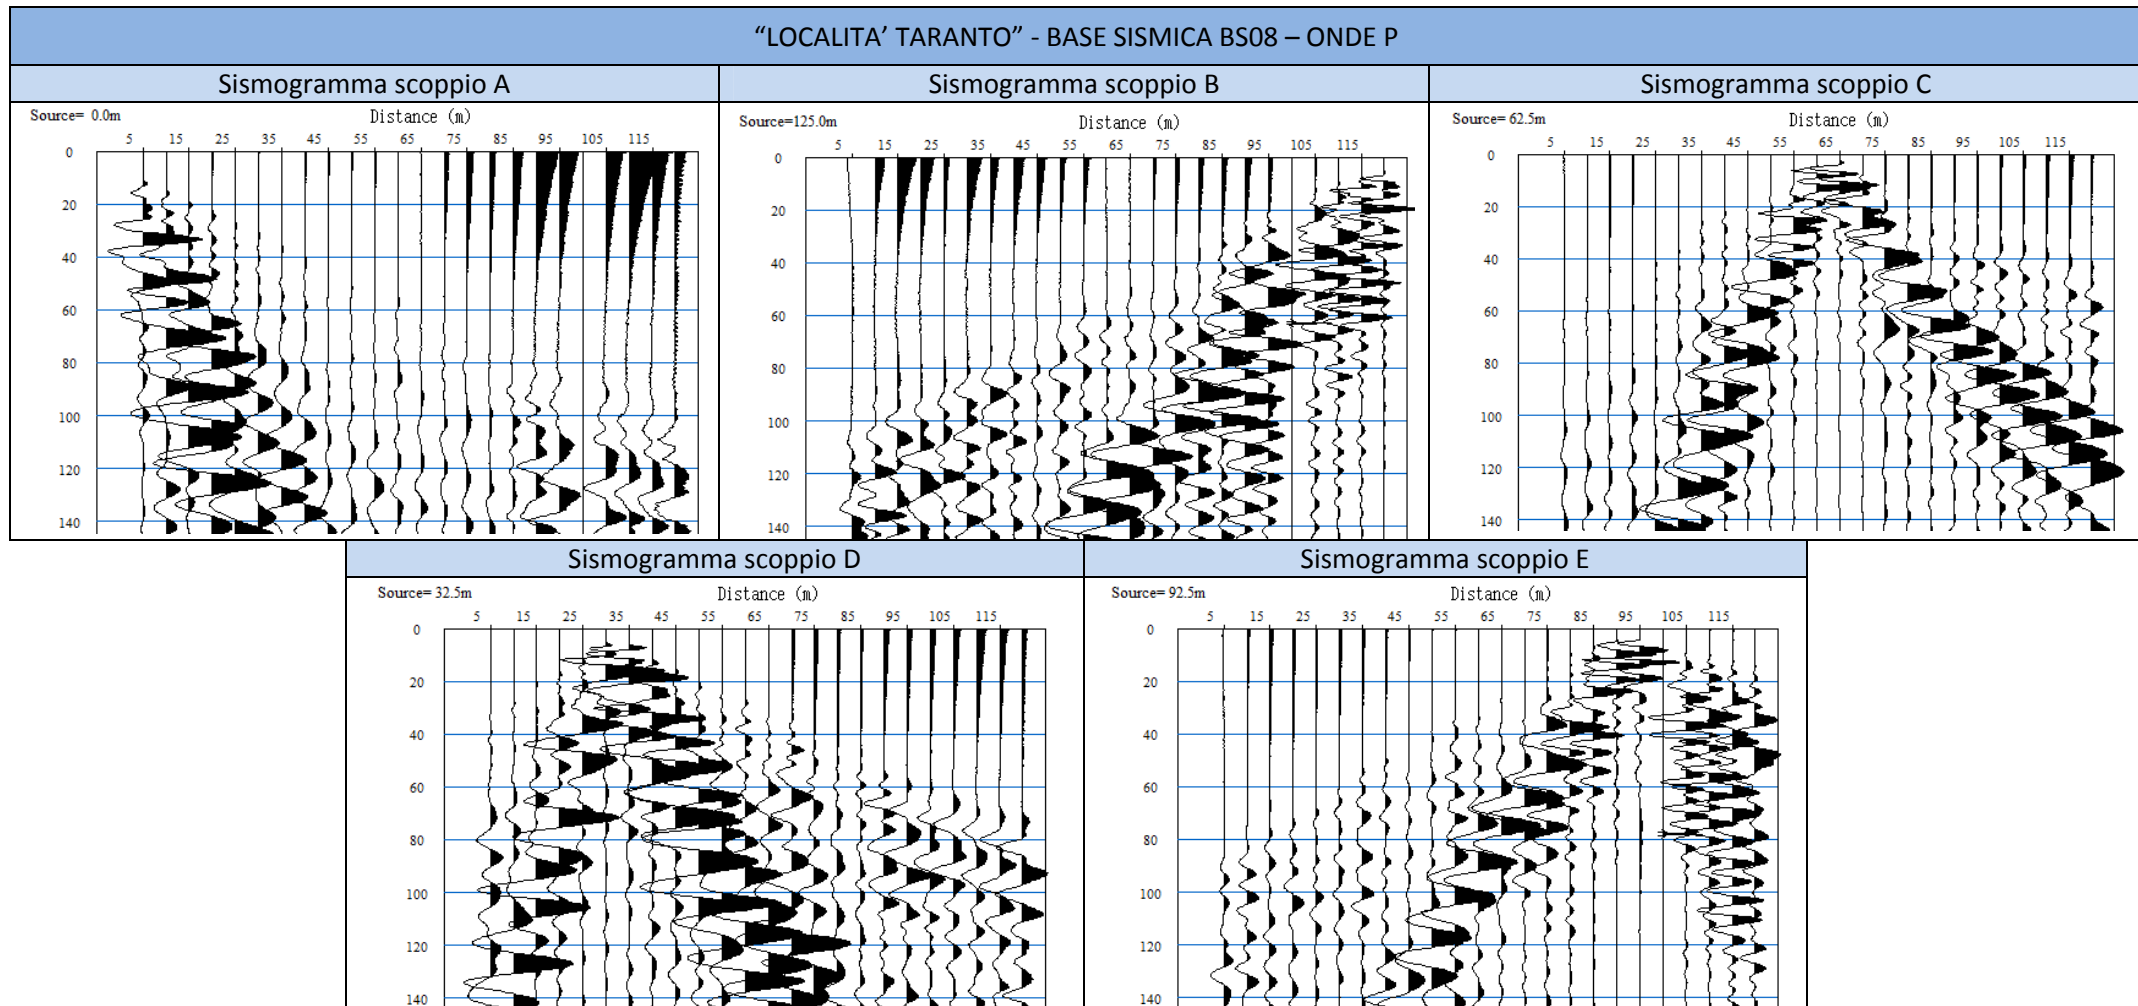 “LOCALITA’ TARANTO” - BASE SISMICA BS08 – ONDE P
Sismogramma scoppio A
Sismogramma scoppio B
Sismogramma scoppio C
Source= 0.0m
Distance (m)
5 15 25 35 45 55 65 75 85 95 105 115
0
20
40
60
80
100
120
140
Source=125.0m
Distance (m)
5 15 25 35 45 55 65 75 85 95 105 115
0
20
40
60
80
100
120
140
Source= 62.5m
Distance (m)
5 15 25 35 45 55 65 75 85 95 105 115
0
20
40
60
80
100
120
140
Sismogramma scoppio D
Sismogramma scoppio E
Source= 32.5m
Distance (m)
5 15 25 35 45 55 65 75 85 95 105 115
0
20
40
60
80
100
120
140
Source= 92.5m
Distance (m)
5 15 25 35 45 55 65 75 85 95 105 115
0
20
40
60
80
100
120
140